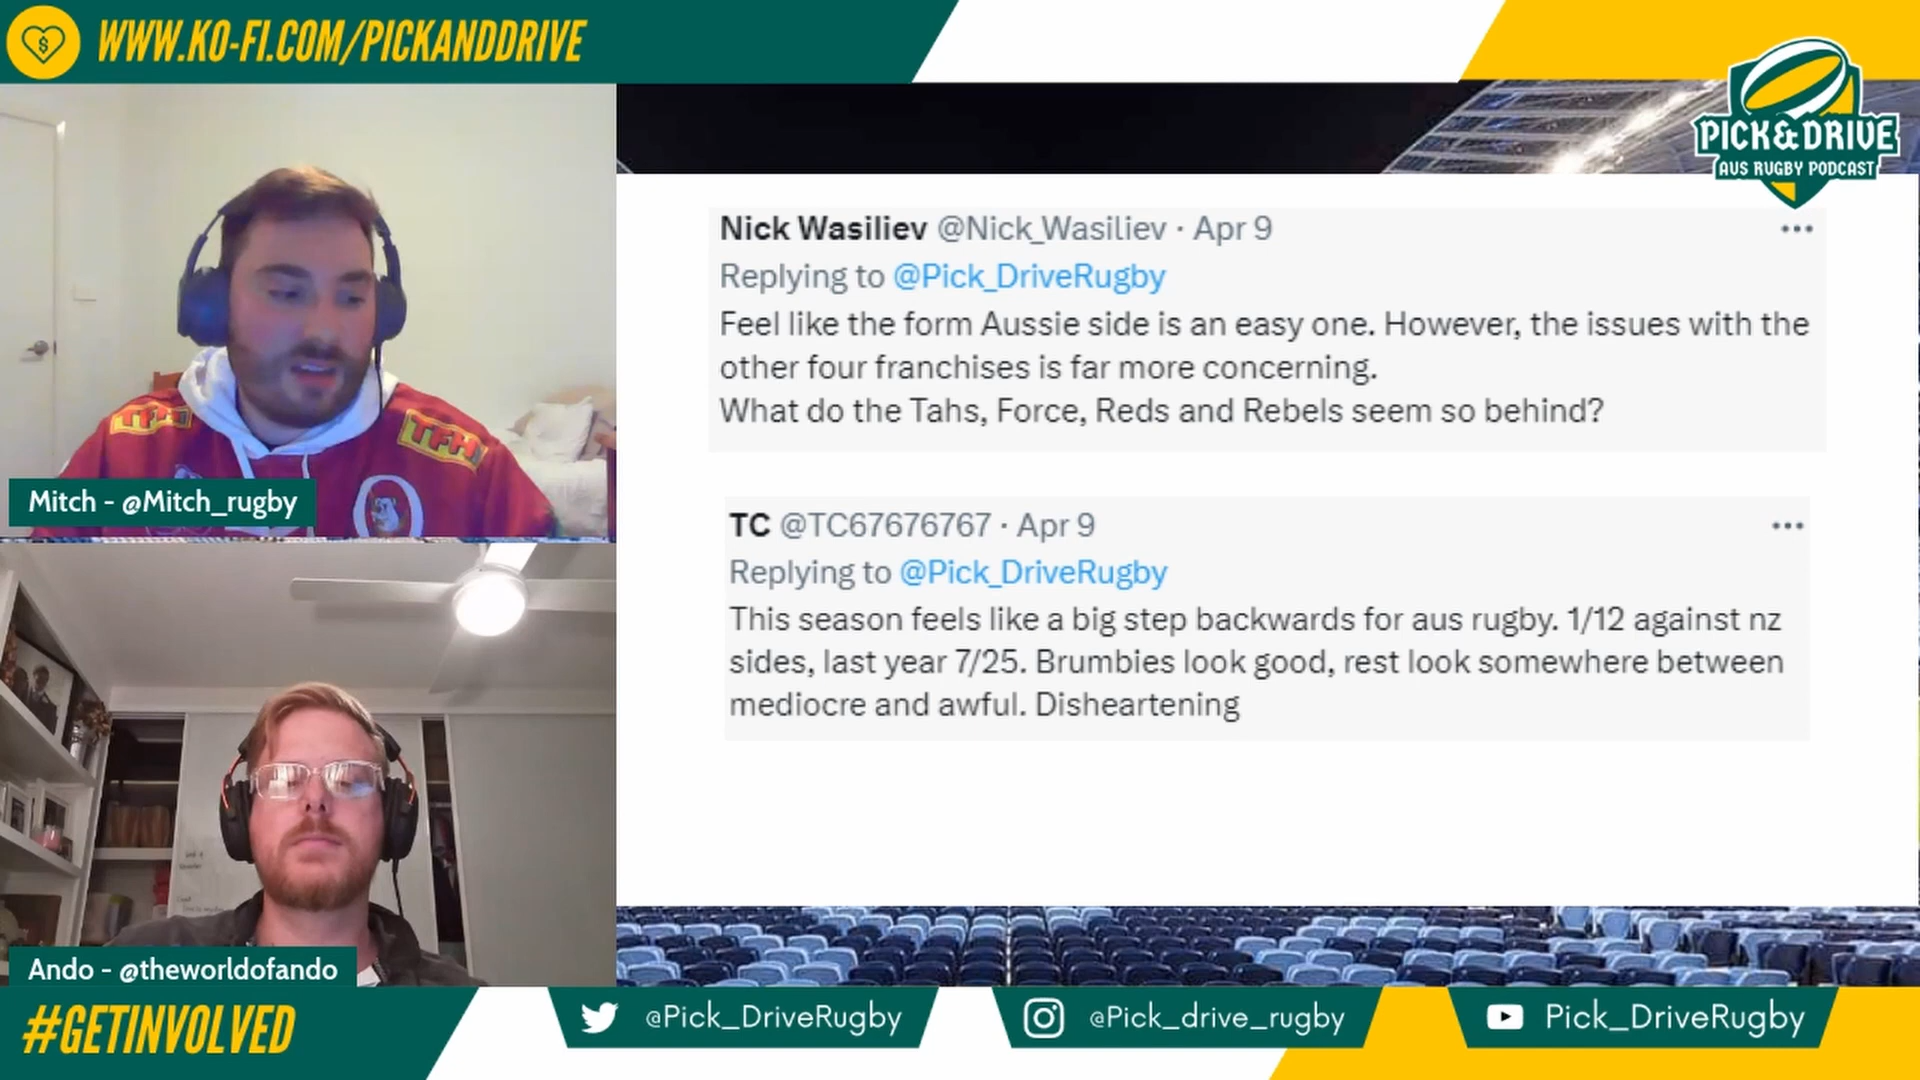 WWW.KO-FI.COM/PICKANDDRIVE
PICK&DRIVE
AUS RUGBY PODCAST
Nick Wasiliev @Nick_Wasiliev · Apr 9
Replying to @Pick_DriveRugby
Feel like the form Aussie side is an easy one. However, the issues with the
other four franchises is far more concerning.
What do the Tahs, Force, Reds and Rebels seem so behind?
TFH
TFH
Mitch - @Mitch_rugby
TC @TC67676767 · Apr 9
Replying to @Pick_DriveRugby
This season feels like a big step backwards for aus rugby. 1/12 against nz
sides, last year 7/25. Brumbies look good, rest look somewhere between
mediocre and awful. Disheartening
Ando - @theworldofando
#GETINVOLVED
@Pick_DriveRugby
@Pick_drive_rugby
Pick_DriveRugby